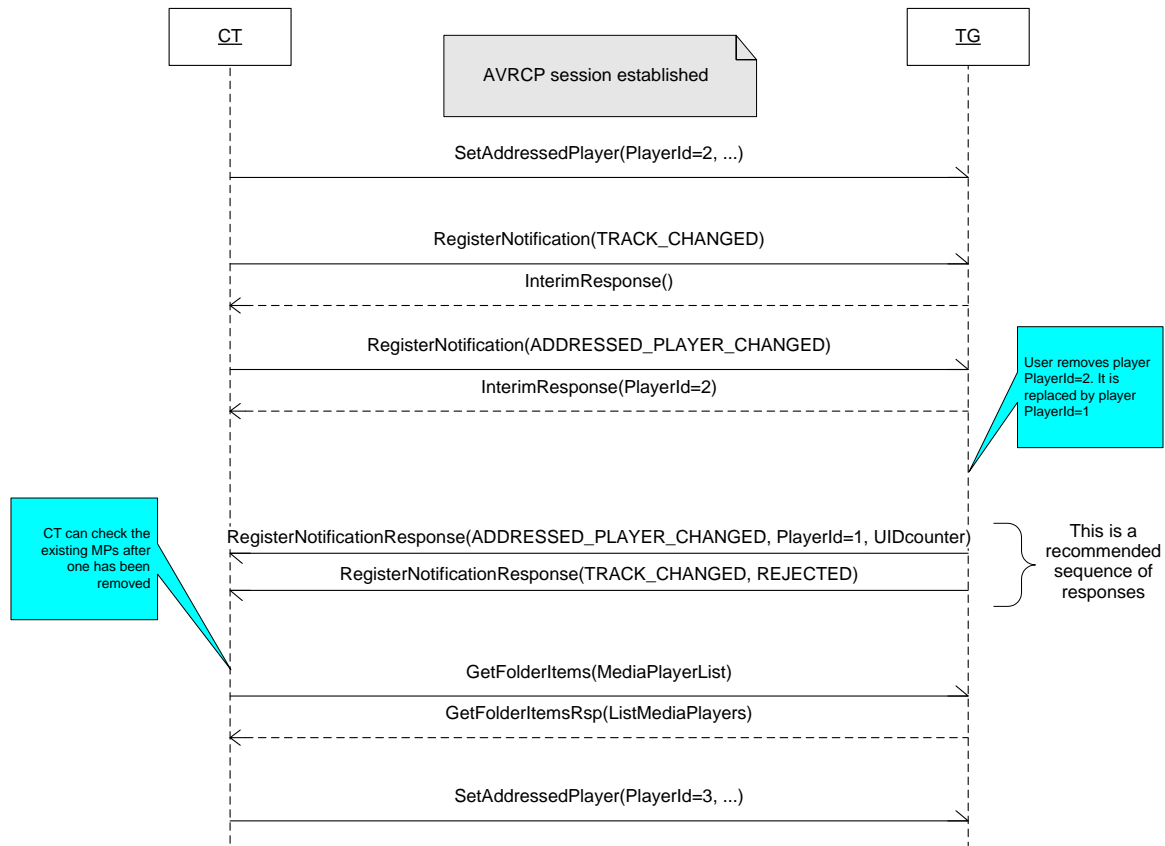 CT
TG
AVRCP session established
SetAddressedPlayer(PlayerId=2, ...)
RegisterNotification(TRACK_CHANGED)
InterimResponse()
RegisterNotification(ADDRESSED_PLAYER_CHANGED)
InterimResponse(PlayerId=2)
User removes player
PlayerId=2. It is
replaced by player
PlayerId=1
CT can check the
existing MPs after
one has been
removed
RegisterNotificationResponse(ADDRESSED_PLAYER_CHANGED, PlayerId=1, UIDcounter)
RegisterNotificationResponse(TRACK_CHANGED, REJECTED)
This is a
recommended
sequence of
responses
GetFolderItems(MediaPlayerList)
GetFolderItemsRsp(ListMediaPlayers)
SetAddressedPlayer(PlayerId=3, ...)